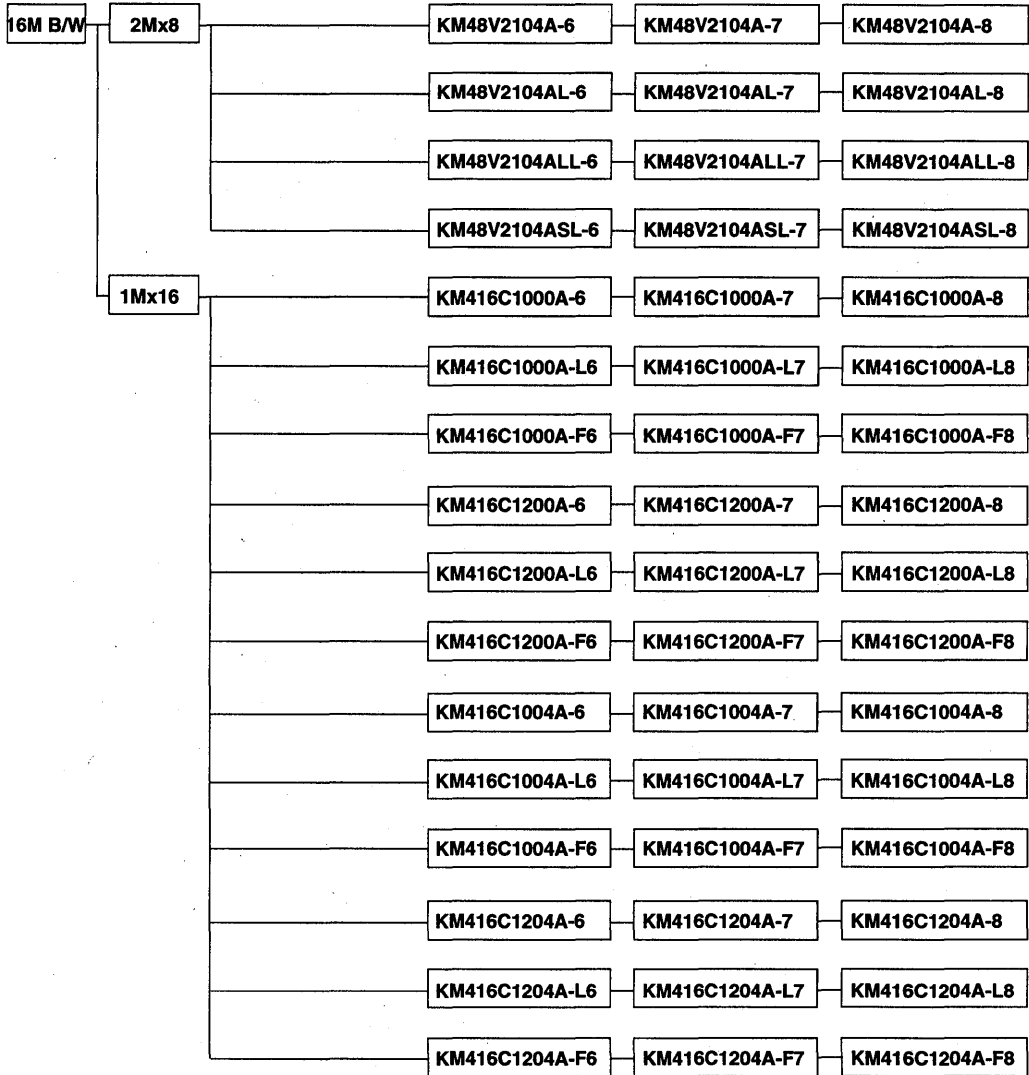 16M B/W 2Mx8 KM48V2104A-6 KM48V2104A-7 KM48V2104A-8
KM48V2104AL-6 KM48V2104AL-7 KM48V2104AL-8
KM48V2104ALL-6 KM48V2104ALL-7 KM48V2104ALL-8
KM48V2104ASL-6 KM48V2104ASL-7 KM48V2104ASL-8
1Mx16 KM416C1000A-6 KM416C1000A-7 KM416C1000A-8
KM416C1000A-L6 KM416C1000A-L7 KM416C1000A-L8
KM416C1000A-F6 KM416C1000A-F7 KM416C1000A-F8
KM416C1200A-6 KM416C1200A-7 KM416C1200A-8
KM416C1200A-L6 KM416C1200A-L7 KM416C1200A-L8
KM416C1200A-F6 KM416C1200A-F7 KM416C1200A-F8
KM416C1004A-6 KM416C1004A-7 KM416C1004A-8
KM416C1004A-L6 KM416C1004A-L7 KM416C1004A-L8
KM416C1004A-F6 KM416C1004A-F7 KM416C1004A-F8
KM416C1204A-6 KM416C1204A-7 KM416C1204A-8
KM416C1204A-L6 KM416C1204A-L7 KM416C1204A-L8
KM416C1204A-F6 KM416C1204A-F7 KM416C1204A-F8